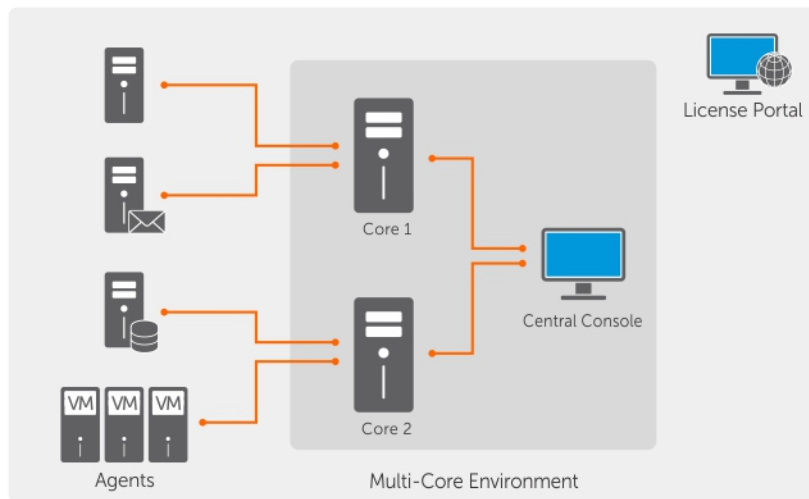 License Portal
Core 1
Central Console
Core 2
VM VM VM
Agents
Multi-Core Environment